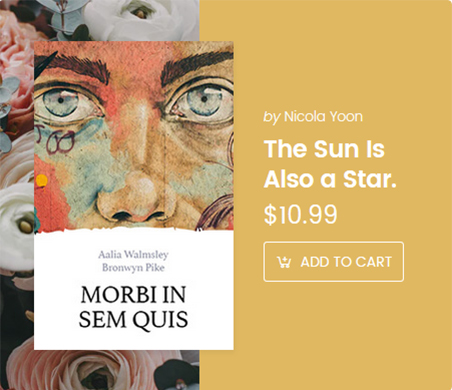 Aalia Walmsley
Bronwyn Pike
MORBI IN
SEM QUIS
by Nicola Yoon
The Sun Is
Also a Star.
$10.99
ADD TO CART